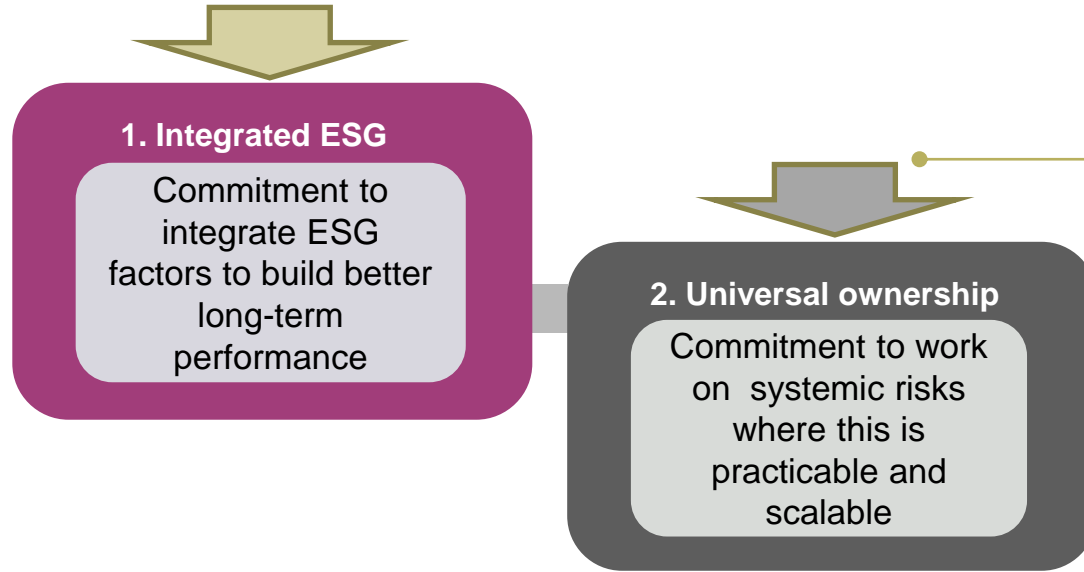 1. Integrated ESG
Commitment to
integrate ESG
factors to build better
long-term
performance
2. Universal ownership
Commitment to work
on systemic risks
where this is
practicable and
scalable